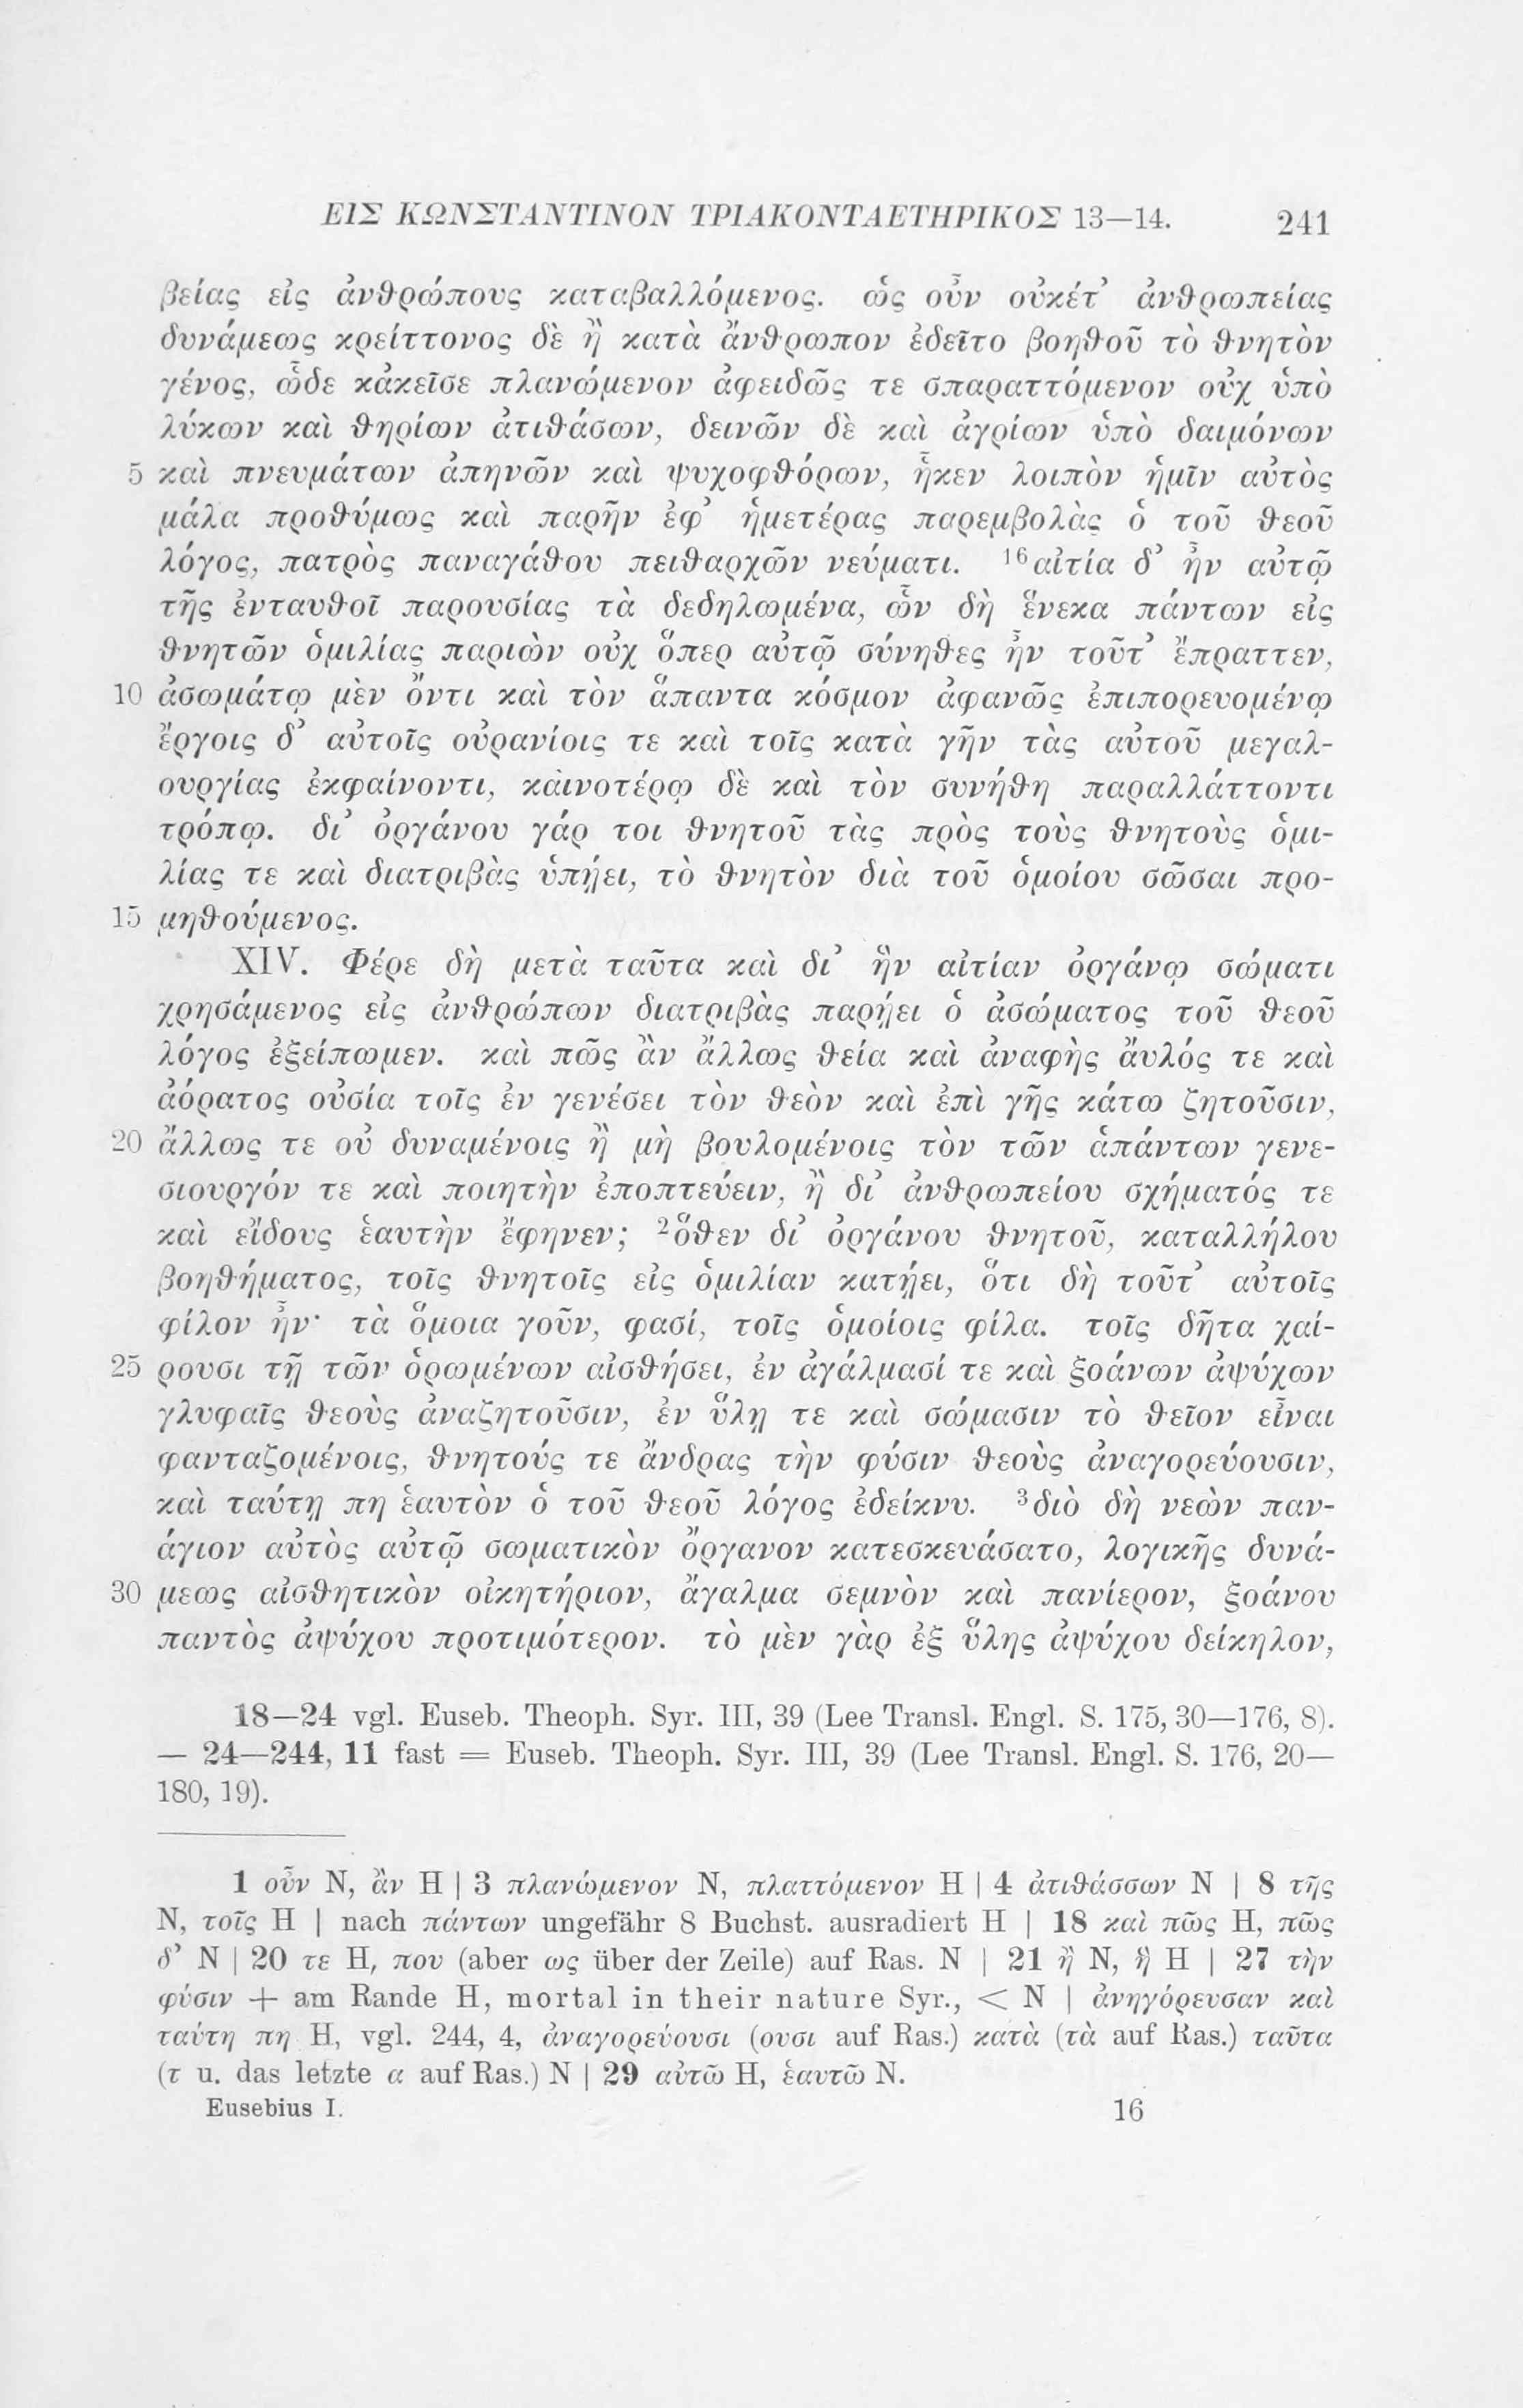 ΕΙΣ ΚΩΝΣΤΑΝΤΙΝΟΝ ΤΡΙΑΚΟΝΤΑΕΤΗΡΙΚΟΣ 13—14. 241
βείας εἰς ἀνθρώπους καταβαλλόμενος. ὡς οὖν οὐκέτ’ ἀνθρωπείας
δυνάμεως κρείττονος δὲ ἢ κατὰ ἄνθρωπον ἐδεῖτο βοηθοῦ τὸ θνητὸν
γένος, ὧδε κἀκεῖσε πλανώμενον ἀφειδῶς τε σπαραττόμενον οὐχ ὑπὸ
λύκων καὶ θηρίων ἀτιθάσων, δεινῶν δὲ καὶ ἀγρίων ὑπὸ δαιμόνων
5 καὶ πνευμάτων ἀπηνῶν καὶ ψυχοφθόρων, ἧκεν λοιπὸν ἡμῖν αὐτὸς
μάλα προθύμως καὶ παρῆν ἐφ’ ἡμετέρας παρεμβολὰς ὁ τοῦ θεοῦ
λόγος, πατρὸς παναγάθου πειθαρχῶν νεύματι. 16 αἰτία δ’ ἦν αὐτῷ
τῆς ἐνταυθοῖ παρουσίας τὰ δεδηλωμένα, ὧν δὴ ἕνεκα πάντων εἰς
θνητῶν ὁμιλίας παριὼν οὐχ ὅπερ αὐτῷ σύνηθες ἦν τοῦτ’ ἔπραττεν,
10 ἀσωμάτῳ μὲν ὄντι καὶ τὸν ἅπαντα κόσμον ἀφανῶς ἐπιπορευομένῳ
ἔργοις δ’ αὐτοῖς οὐρανίοις τε καὶ τοῖς κατὰ γῆν τὰς αὐτοῦ μεγαλ-
ουργίας ἐκφαίνοντι, καινοτέρῳ δὲ καὶ τὸν συνήθη παραλλάττοντι
τρόπῳ. δι’ ὀργάνου γάρ τοι θνητοῦ τὰς πρὸς τοὺς θνητοὺς ὁμι-
λίας τε καὶ διατριβὰς ὑπῄει, τὸ θνητὸν διὰ τοῦ ὁμοίου σῶσαι προ-
15 μηθούμενος.
XIV. Φέρε δὴ μετὰ ταῦτα καὶ δι’ ἣν αἰτίαν ὀργάνῳ σώματι
χρησάμενος εἰς ἀνθρώπων διατριβὰς παρῄει ὁ ἀσώματος τοῦ θεοῦ
λόγος ἐξείπωμεν. καὶ πῶς ἂν ἄλλως θεία καὶ ἀναφὴς ἄυλός τε καὶ
ἀόρατος οὐσία τοῖς ἐν γενέσει τὸν θεὸν καὶ ἐπὶ γῆς κάτω ζητοῦσιν,
20 ἄλλως τε οὐ δυναμένοις ἢ μὴ βουλομένοις τὸν τῶν ἁπάντων γενε-
σιουργόν τε καὶ ποιητὴν ἐποπτεύειν, ἢ δι’ ἀνθρωπείου σχήματός τε
καὶ εἴδους ἑαυτὴν ἔφηνεν; 2 ὅθεν δι’ ὀργάνου θνητοῦ, καταλλήλου
βοηθήματος, τοῖς θνητοῖς εἰς ὁμιλίαν κατῄει, ὅτι δὴ τοῦτ’ αὐτοῖς
φίλον ἦν· τὰ ὅμοια γοῦν, φασί, τοῖς ὁμοίοις φίλα. τοῖς δῆτα χαί-
25 ρουσι τῇ τῶν ὁρωμένων αἰσθήσει, ἐν ἀγάλμασί τε καὶ ξοάνων ἀψύχων
γλυφαῖς θεοὺς ἀναζητοῦσιν, ἐν ὕλῃ τε καὶ σώμασιν τὸ θεῖον εἶναι
φανταζομένοις, θνητούς τε ἄνδρας τὴν φύσιν θεοὺς ἀναγορεύουσιν,
καὶ ταύτῃ πη ἑαυτὸν ὁ τοῦ θεοῦ λόγος ἐδείκνυ. 3 διὸ δὴ νεὼν παν-
άγιον αὐτὸς αὐτῷ σωματικὸν ὄργανον κατεσκευάσατο, λογικῆς δυνά-
30 μεως αἰσθητικὸν οἰκητήριον, ἄγαλμα σεμνὸν καὶ πανίερον, ξοάνου
παντὸς ἀψύχου προτιμότερον. τὸ μὲν γὰρ ἐξ ὕλης ἀψύχου δείκηλον,
18—24 vgl. Euseb. Theoph. Syr. III, 39 (Lee Transl. Engl. S. 175, 30—176, 8).
— 24—244, 11 fast = Euseb. Theoph. Syr. III, 39 (Lee Transl. Engl. S. 176, 20—
180, 19).
1 οὖν N, ἂν H | 3 πλανώμενον N, πλαττόμενον H | 4 ἀτιθάσσων N | 8 τῆς
N, τοῖς H | nach πάντων ungefähr 8 Buchst. ausradiert H | 18 καὶ πῶς H, πῶς
δ’ N | 20 τε H, που (aber ως über der Zeile) auf Ras. N | 21 ἢ N, ᾗ H | 27 τὴν
φύσιν + am Rande H, mortal in their nature Syr., < N | ἀνηγόρευσαν καὶ
ταύτη πη H, vgl. 244, 4, ἀναγορεύουσι (ουσι auf Ras.) κατὰ (τὰ auf Ras.) ταῦτα
(τ u. das letzte α auf Ras.) N | 29 αὐτῶ H, ἑαυτῶ N.
Eusebius I. 16